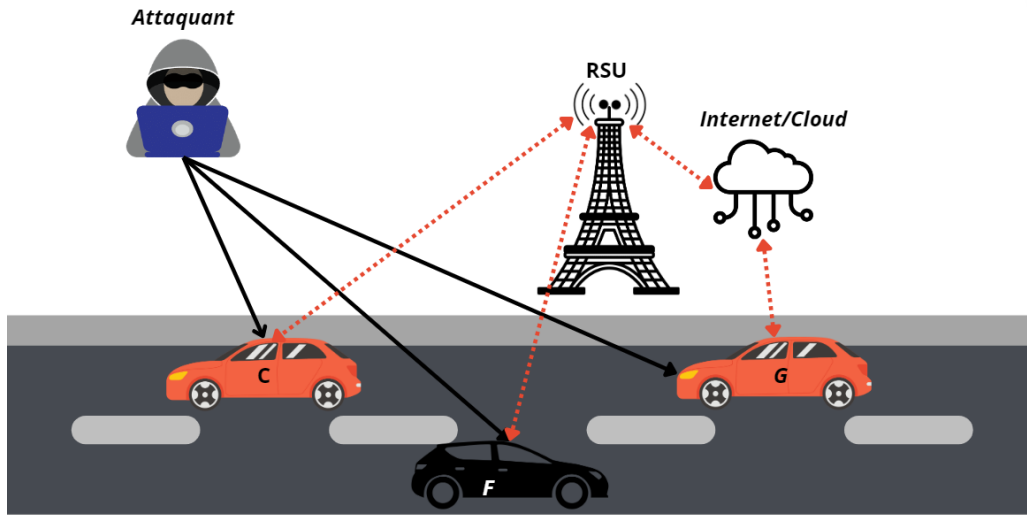 Attaquant
RSU
Internet/Cloud
C
G
F